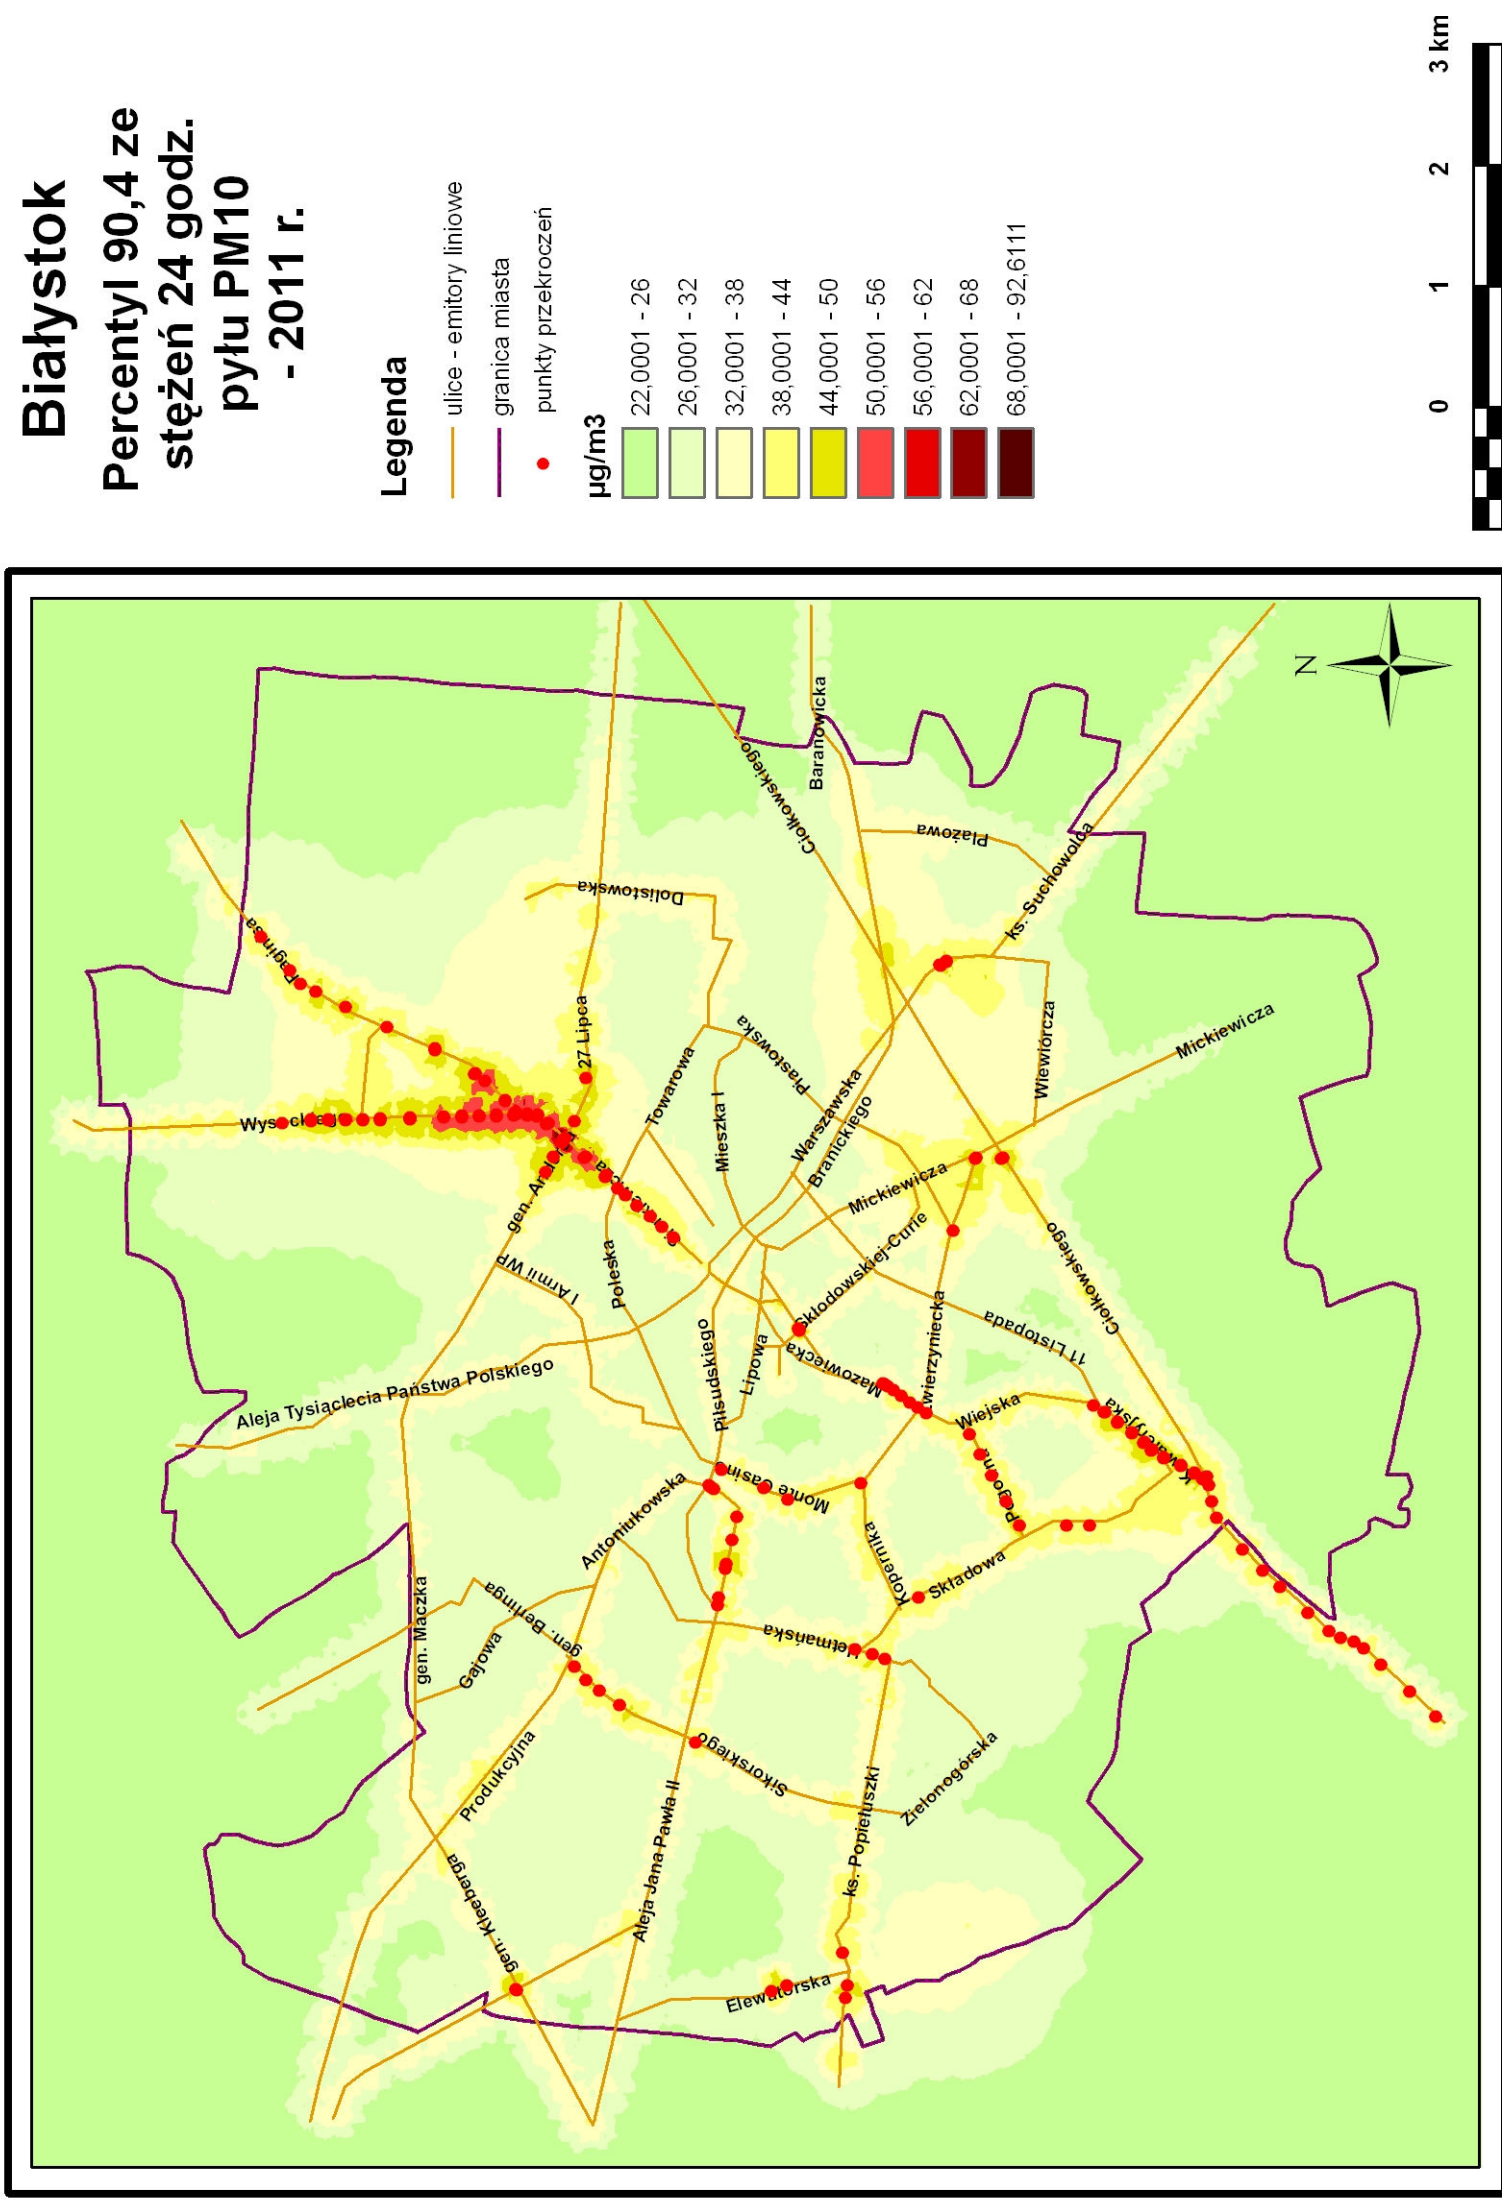 Białystok
Percentyl 90,4 ze
stężeń 24 godz.
pyłu PM10
- 2011 r.
Legenda
ulice - emitory liniowe
granica miasta
punkty przekroczeń
µg/m3
22,0001 - 26
26,0001 - 32
32,0001 - 38
38,0001 - 44
44,0001 - 50
50,0001 - 56
56,0001 - 62
62,0001 - 68
68,0001 - 92,6111
0 1 2 3 km
N
Raginisa
27 Lipca
Dolistowska
Towarowa
Piastowska
Mieszka I
Warszawska
Branickiego
Ciołkowskiego
Baranowicka
Plażowa
ks. Suchowolca
Wiewiórcza
Mickiewicza
Mickiewicza
Skłodowskiej-Curie
Ciołkowskiego
11 Listopada
Poleska
I Armii WP
Aleja Tysiąclecia Państwa Polskiego
Piłsudskiego
Lipowa
Mazowiecka
Wiejska
Pogodna
Składowa
Kopernika
Monte Casino
Antoniukowska
Hetmańska
gen. Maczka
gen. Berlinga
Gajowa
Produkcyjna
gen. Kleeberga
Sikorskiego
Aleja Jana Pawła II
ks. Popiełuszki
Zielonogórska
Elewatorska